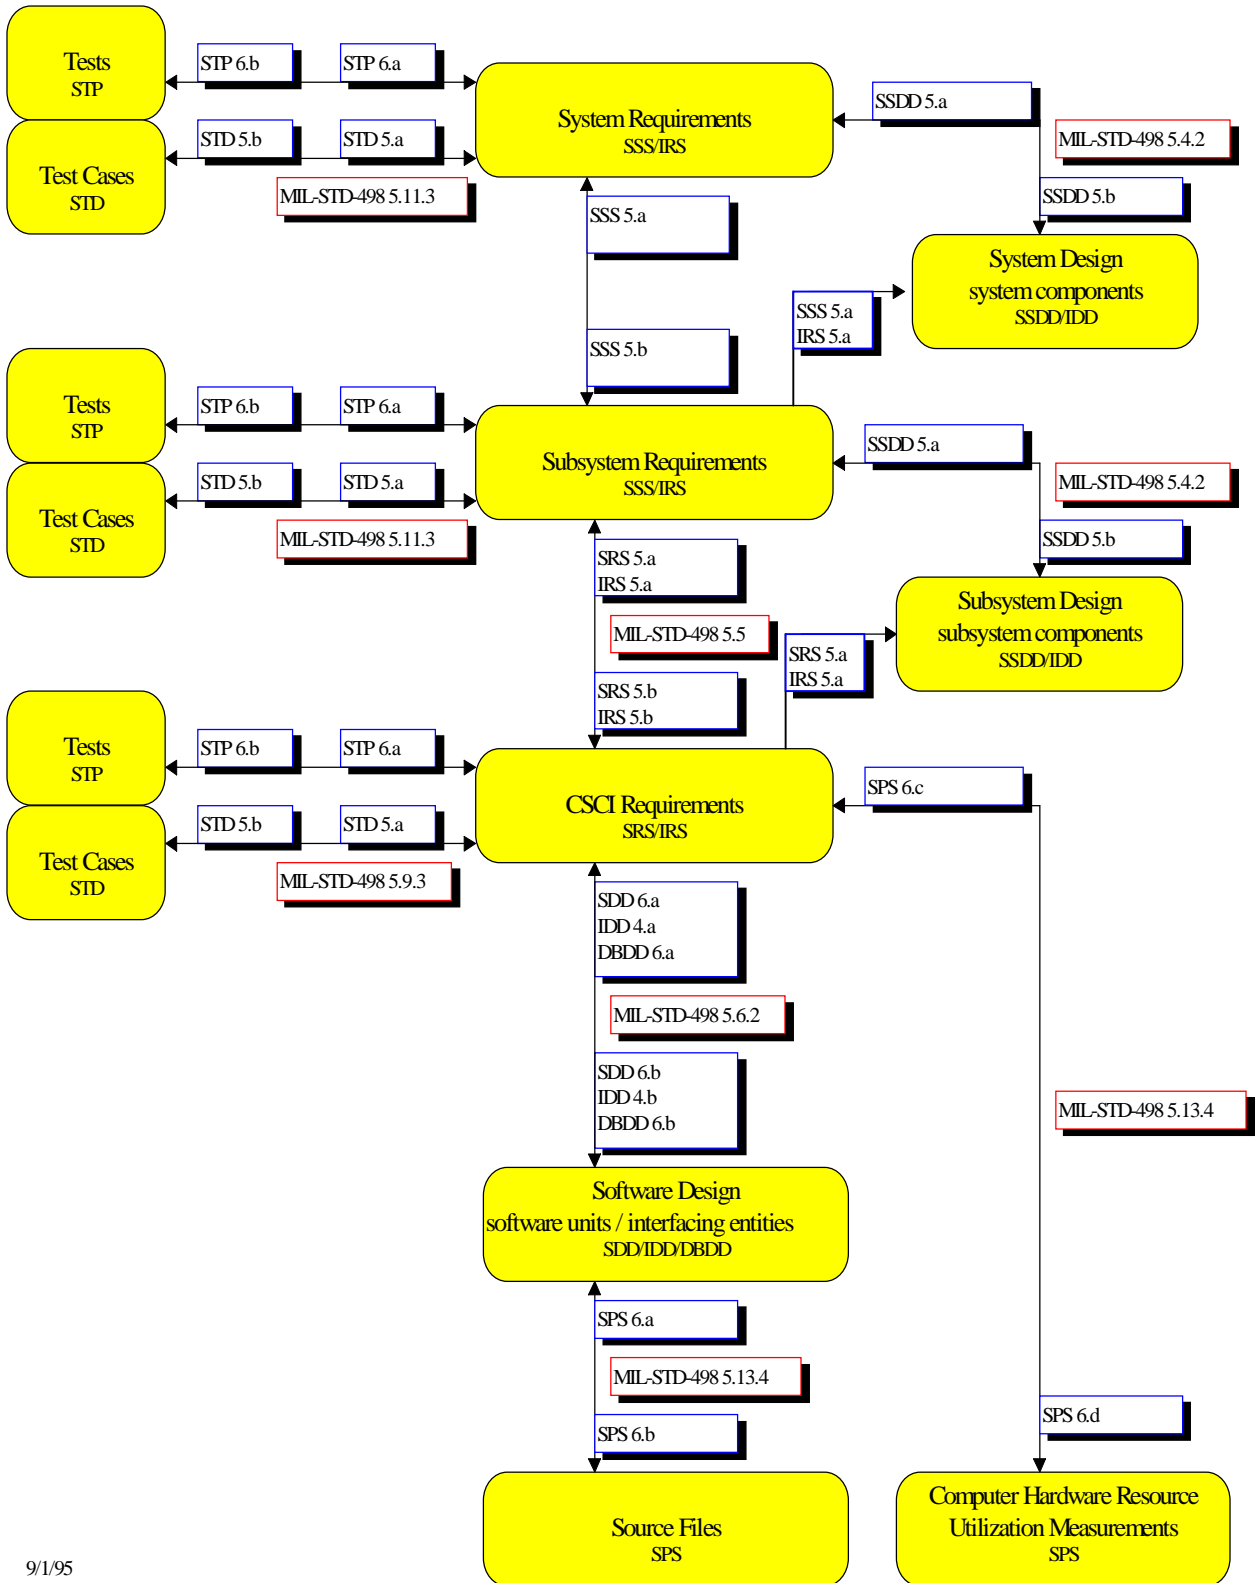 Tests
STP
STP 6.b
STP 6.a
System Requirements
SSS/IRS
SSDD 5.a
MIL-STD-498 5.4.2
SSDD 5.b
Test Cases
STD
STD 5.b
STD 5.a
MIL-STD-498 5.11.3
SSS 5.a
SSS 5.b
System Design
system components
SSDD/IDD
SSS 5.a
IRS 5.a
Tests
STP
STP 6.b
STP 6.a
Subsystem Requirements
SSS/IRS
SSDD 5.a
MIL-STD-498 5.4.2
SSDD 5.b
Test Cases
STD
STD 5.b
STD 5.a
MIL-STD-498 5.11.3
SRS 5.a
IRS 5.a
MIL-STD-498 5.5
SRS 5.b
IRS 5.b
Subsystem Design
subsystem components
SSDD/IDD
SRS 5.a
IRS 5.a
Tests
STP
STP 6.b
STP 6.a
CSCI Requirements
SRS/IRS
SPS 6.c
Test Cases
STD
STD 5.b
STD 5.a
MIL-STD-498 5.9.3
SDD 6.a
IDD 4.a
DBDD 6.a
MIL-STD-498 5.6.2
SDD 6.b
IDD 4.b
DBDD 6.b
MIL-STD-498 5.13.4
Software Design
software units / interfacing entities
SDD/IDD/DBDD
SPS 6.a
MIL-STD-498 5.13.4
SPS 6.b
SPS 6.d
Source Files
SPS
Computer Hardware Resource
Utilization Measurements
SPS
9/1/95